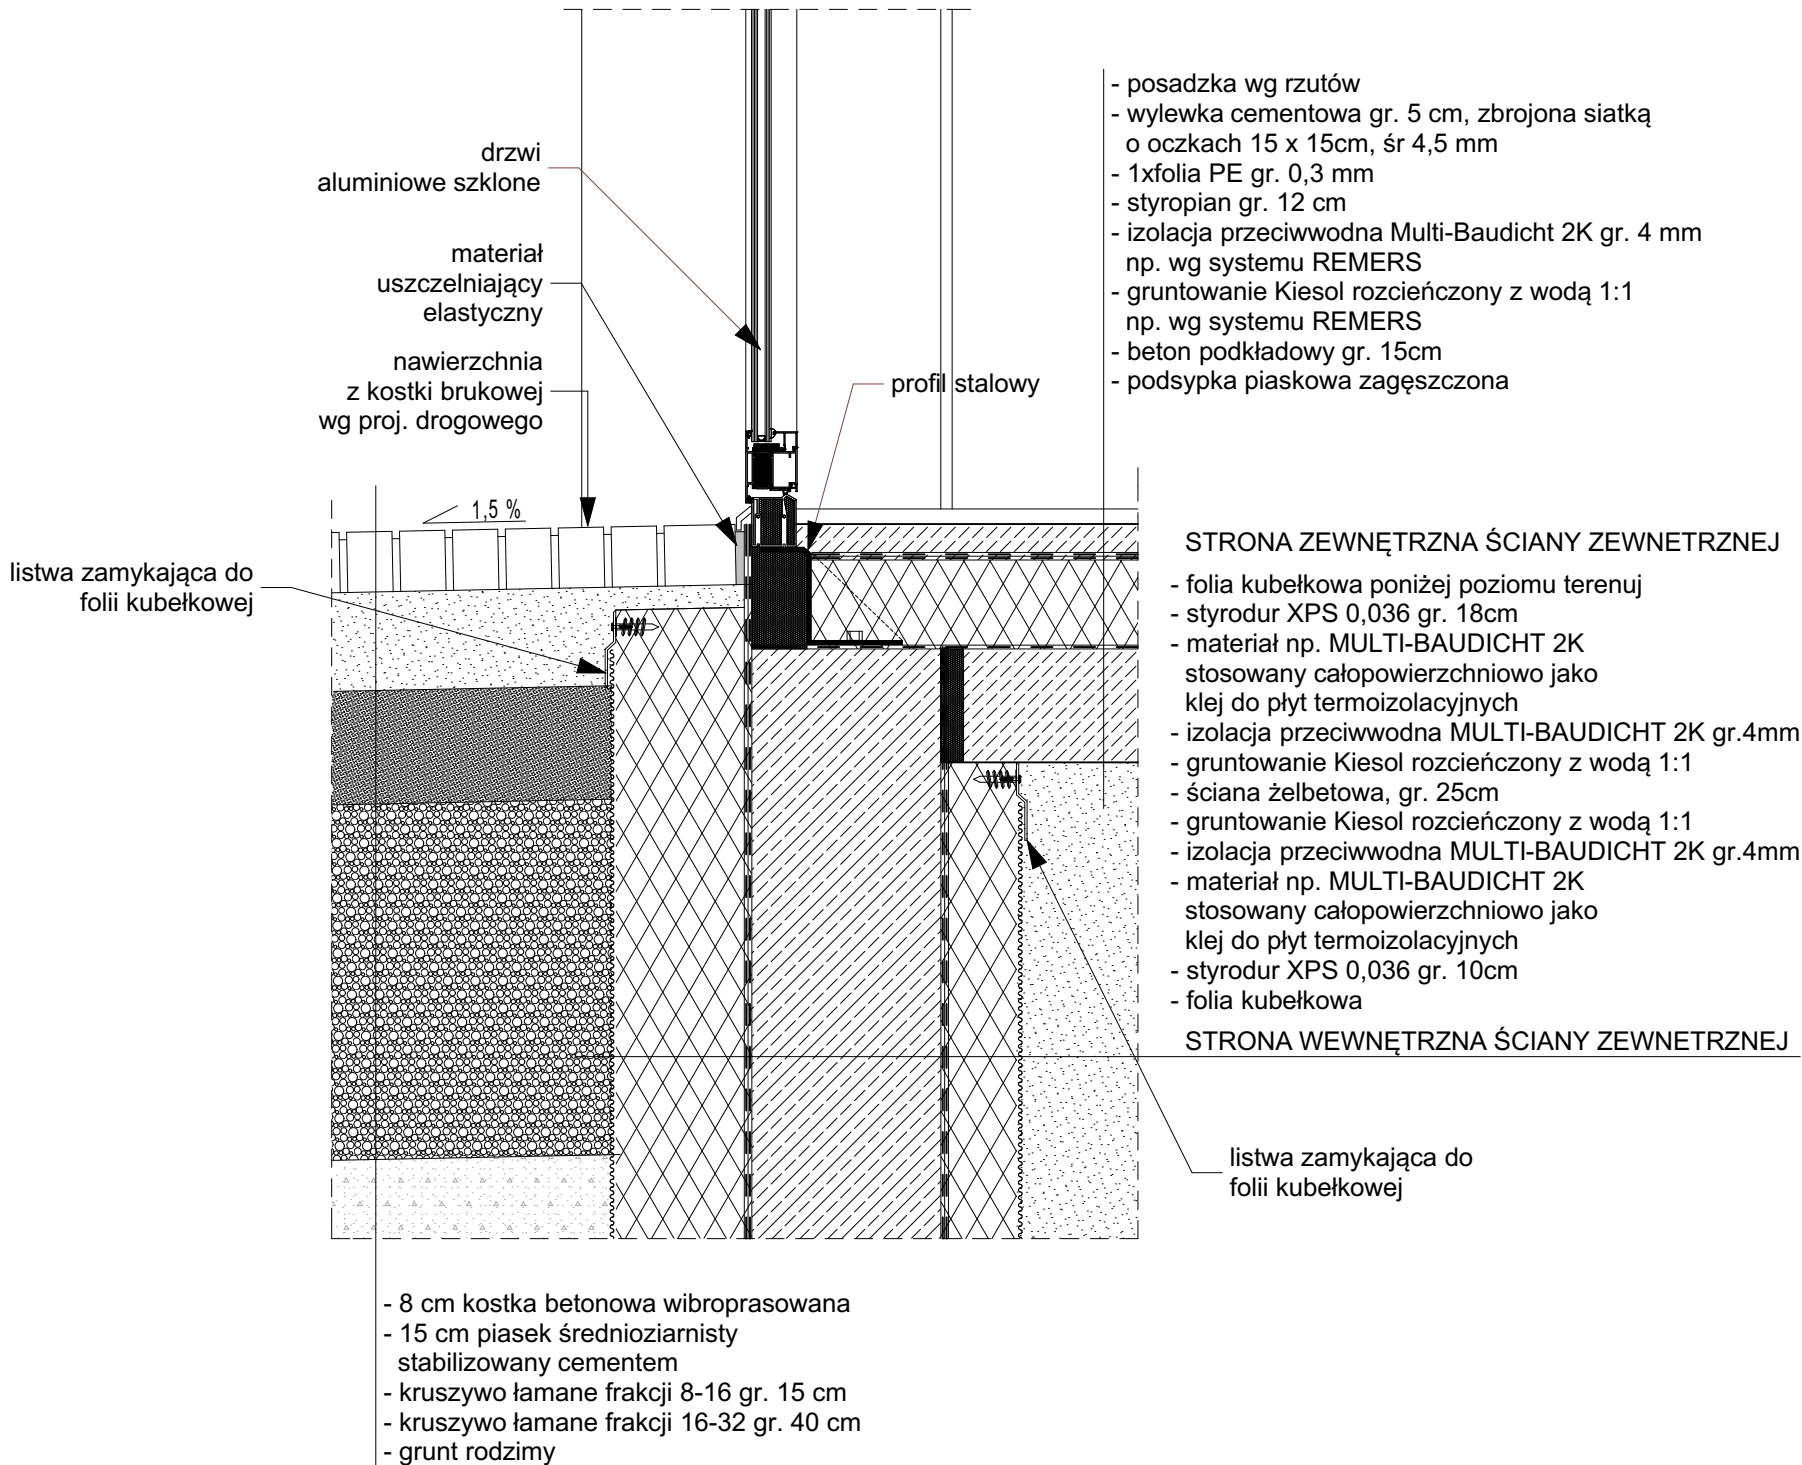 - posadzka wg rzutów
- wylewka cementowa gr. 5 cm, zbrojona siatką
o oczkach 15 x 15cm, śr 4,5 mm
- 1xfolia PE gr. 0,3 mm
- styropian gr. 12 cm
- izolacja przeciwwodna Multi-Baudicht 2K gr. 4 mm
np. wg systemu REMERS
- gruntowanie Kiesol rozcieńczony z wodą 1:1
np. wg systemu REMERS
- beton podkładowy gr. 15cm
- podsypka piaskowa zagęszczona
drzwi
aluminiowe szklone
materiał
uszczelniający
elastyczny
nawierzchnia
z kostki brukowej
wg proj. drogowego
profil stalowy
1,5 %
listwa zamykająca do
folii kubełkowej
STRONA ZEWNĘTRZNA ŚCIANY ZEWNETRZNEJ
- folia kubełkowa poniżej poziomu terenuj
- styrodur XPS 0,036 gr. 18cm
- materiał np. MULTI-BAUDICHT 2K
stosowany całopowierzchniowo jako
klej do płyt termoizolacyjnych
- izolacja przeciwwodna MULTI-BAUDICHT 2K gr.4mm
- gruntowanie Kiesol rozcieńczony z wodą 1:1
- ściana żelbetowa, gr. 25cm
- gruntowanie Kiesol rozcieńczony z wodą 1:1
- izolacja przeciwwodna MULTI-BAUDICHT 2K gr.4mm
- materiał np. MULTI-BAUDICHT 2K
stosowany całopowierzchniowo jako
klej do płyt termoizolacyjnych
- styrodur XPS 0,036 gr. 10cm
- folia kubełkowa
STRONA WEWNĘTRZNA ŚCIANY ZEWNETRZNEJ
listwa zamykająca do
folii kubełkowej
- 8 cm kostka betonowa wibroprasowana
- 15 cm piasek średnioziarnisty
stabilizowany cementem
- kruszywo łamane frakcji 8-16 gr. 15 cm
- kruszywo łamane frakcji 16-32 gr. 40 cm
- grunt rodzimy